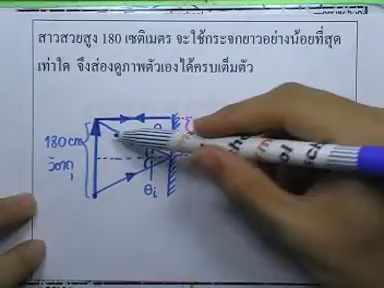 สาวสวยสูง 180 เซติเมตร จะใช้กระจกยาวอย่างน้อยที่สุด
เท่าใด จึงส่องดูภาพตัวเองได้ครบเต็มตัว
180 cm
วัตถุ
θi